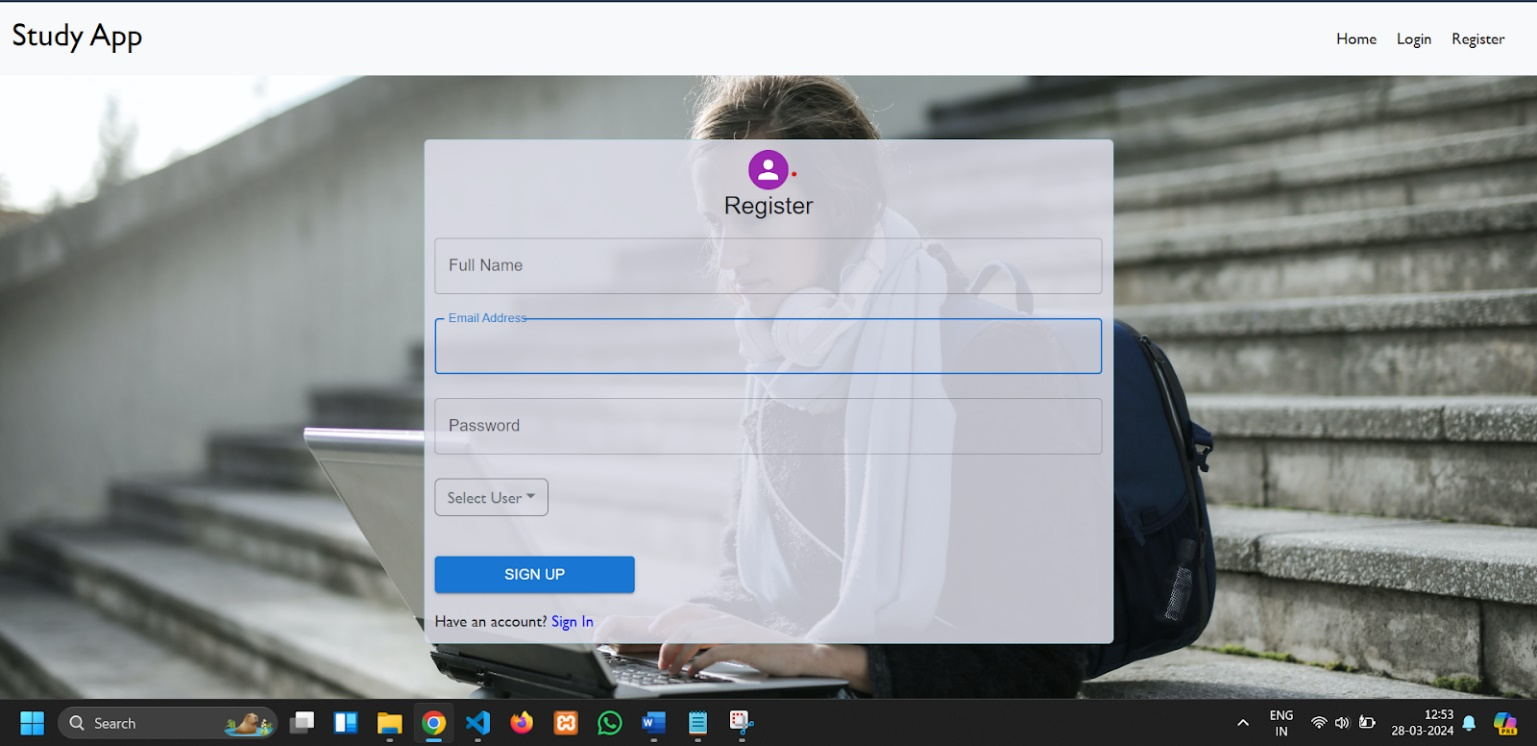 Study App
Home Login Register
Register
Full Name
Email Address
Password
Select User
SIGN UP
Have an account? Sign In
Search
ENG
IN
12:53
28-03-2024